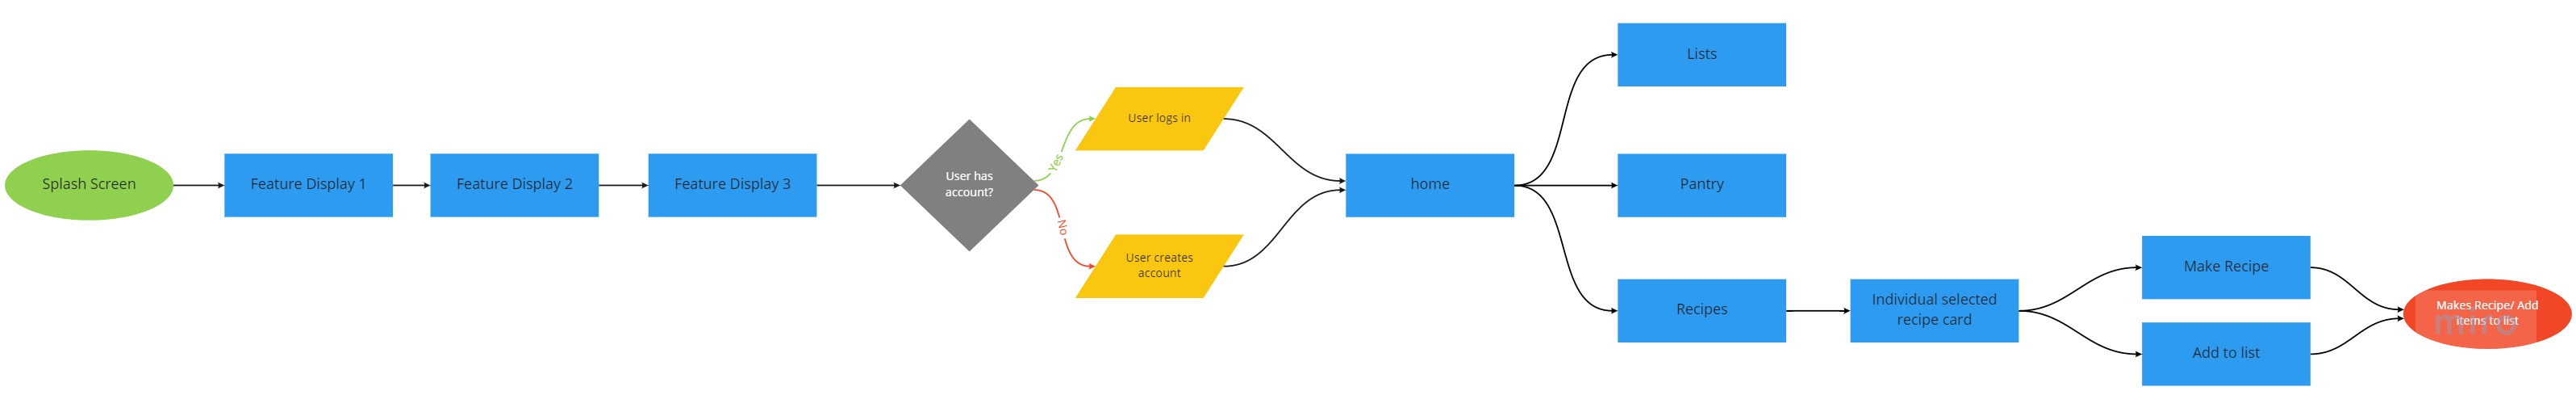 Splash Screen
Feature Display 1
Feature Display 2
Feature Display 3
User has
account?
Yes
No
User logs in
User creates
account
home
Lists
Pantry
Recipes
Individual selected
recipe card
Make Recipe
Add to list
Makes Recipe/ Add
items to list
miro